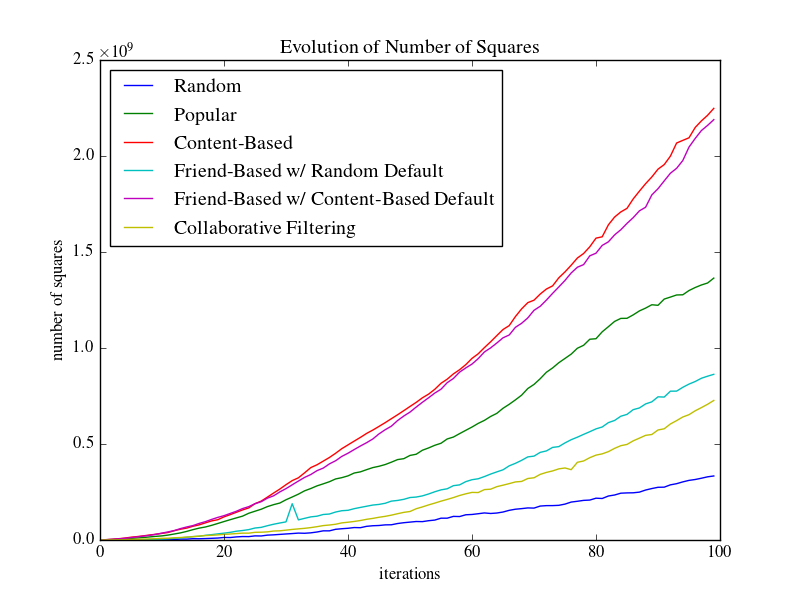 Evolution of Number of Squares
×10⁹
2.5
2.0
1.5
1.0
0.5
0.0
number of squares
Random
Popular
Content-Based
Friend-Based w/ Random Default
Friend-Based w/ Content-Based Default
Collaborative Filtering
0 20 40 60 80 100
iterations